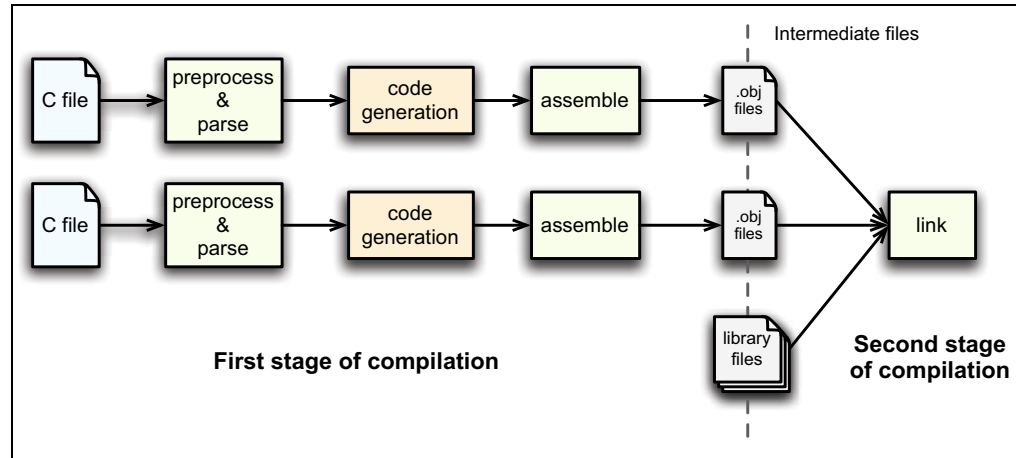 Intermediate files
C file
preprocess
&
parse
code
generation
assemble
.obj
files
C file
preprocess
&
parse
code
generation
assemble
.obj
files
link
library
files
First stage of compilation
Second stage
of compilation